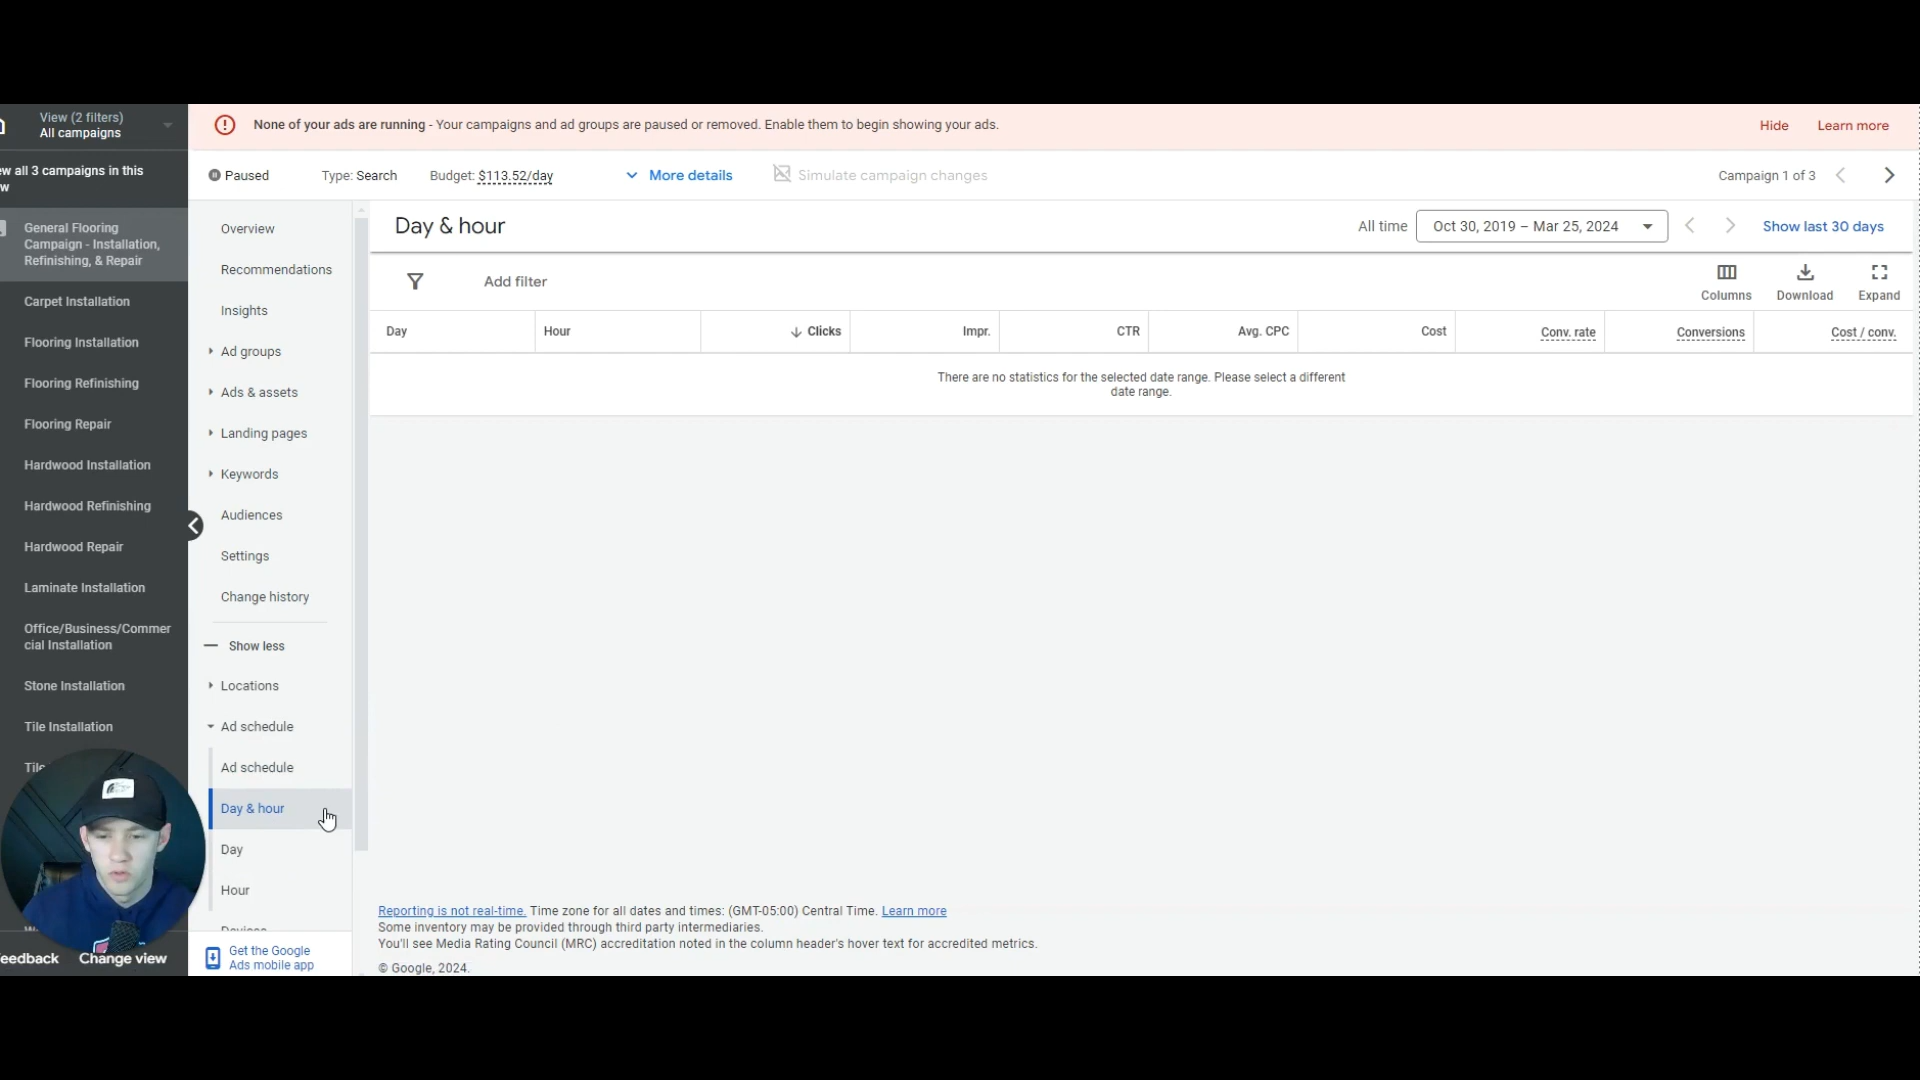 View (2 filters)
All campaigns
None of your ads are running - Your campaigns and ad groups are paused or removed. Enable them to begin showing your ads.
Hide
Learn more
ew all 3 campaigns in this
w
Paused
Type: Search
Budget: $113.52/day
More details
Simulate campaign changes
Campaign 1 of 3
General Flooring
Campaign - Installation,
Refinishing, & Repair
Carpet Installation
Flooring Installation
Flooring Refinishing
Flooring Repair
Hardwood Installation
Hardwood Refinishing
Hardwood Repair
Laminate Installation
Office/Business/Commer
cial Installation
Stone Installation
Tile Installation
Tile
eedback
Change view
Overview
Recommendations
Insights
Ad groups
Ads & assets
Landing pages
Keywords
Audiences
Settings
Change history
Show less
Locations
Ad schedule
Ad schedule
Day & hour
Day
Hour
Devices
Get the Google
Ads mobile app
Day & hour
All time
Oct 30, 2019 – Mar 25, 2024
Show last 30 days
Add filter
Columns
Download
Expand
Day
Hour
Clicks
Impr.
CTR
Avg. CPC
Cost
Conv. rate
Conversions
Cost / conv.
There are no statistics for the selected date range. Please select a different
date range.
Reporting is not real-time. Time zone for all dates and times: (GMT-05:00) Central Time. Learn more
Some inventory may be provided through third party intermediaries.
You'll see Media Rating Council (MRC) accreditation noted in the column header's hover text for accredited metrics.
© Google, 2024.